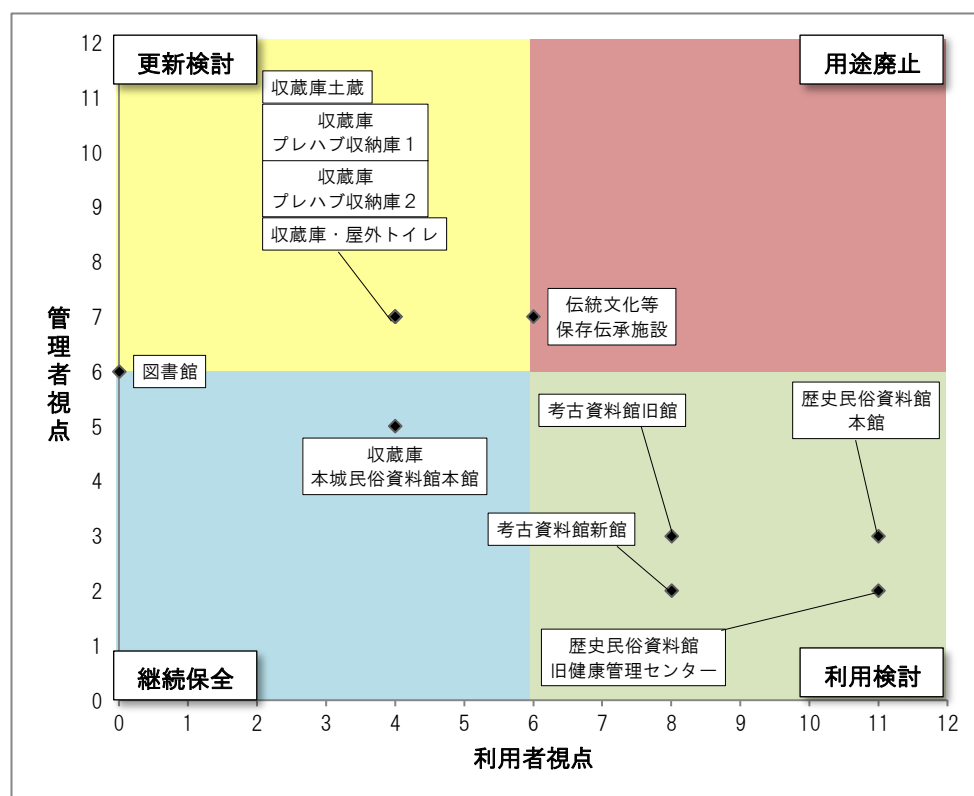 更新検討
用途廃止
収蔵庫土蔵
収蔵庫
プレハブ収納庫１
収蔵庫
プレハブ収納庫２
収蔵庫・屋外トイレ
伝統文化等
保存伝承施設
図書館
収蔵庫
本城民俗資料館本館
考古資料館旧館
歴史民俗資料館
本館
考古資料館新館
歴史民俗資料館
旧健康管理センター
継続保全
利用検討
管理者視点
12
11
10
9
8
7
6
5
4
3
2
1
0
0
1
2
3
4
5
6
7
8
9
10
11
12
利用者視点